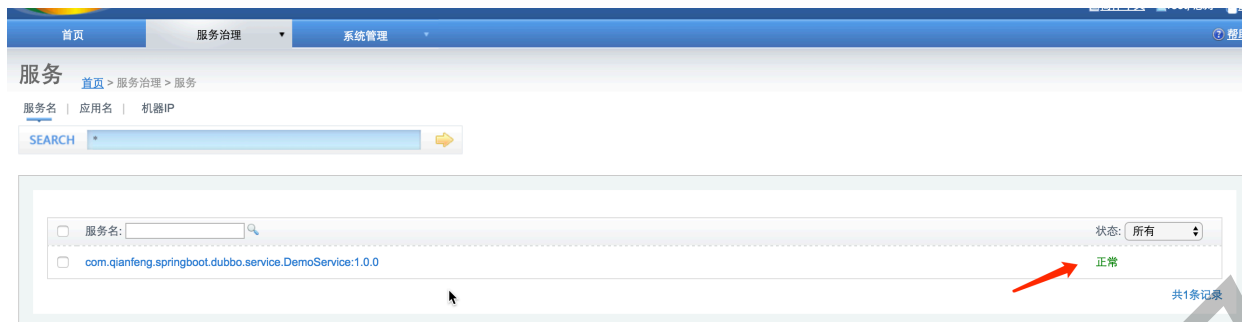 首页 服务治理 ▼ 系统管理 ▼
服务 首页 > 服务治理 > 服务
服务名 | 应用名 | 机器IP
SEARCH *
服务名: 状态: 所有
com.qianfeng.springboot.dubbo.service.DemoService:1.0.0 正常
共1条记录